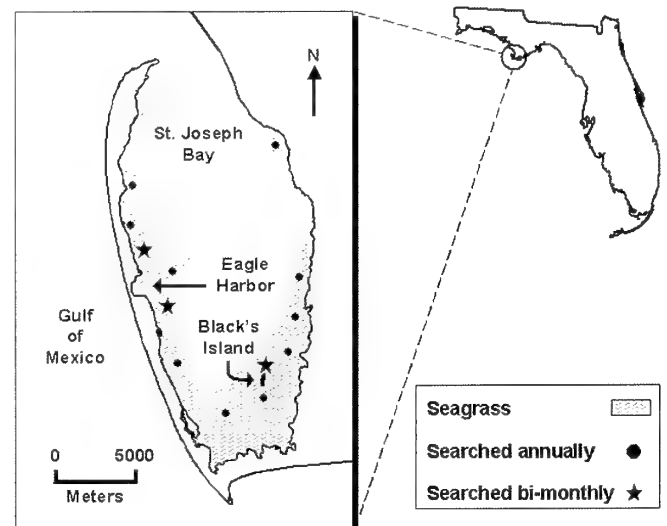 N
St. Joseph
Bay
Eagle
Harbor
Gulf
of
Mexico
Black's
Island
0 5000
Meters
Seagrass
Searched annually
Searched bi-monthly